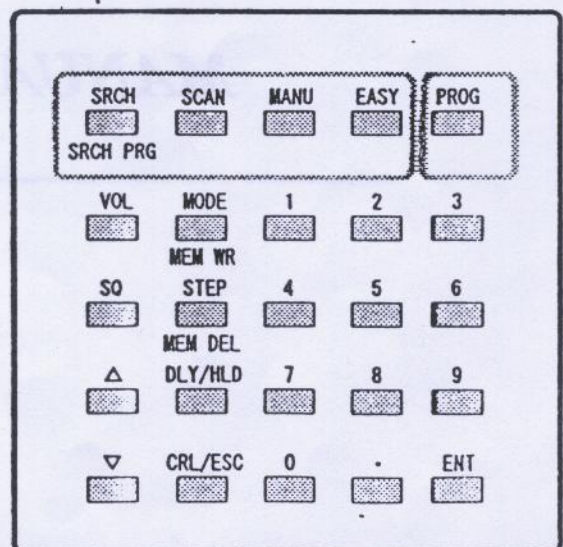 SRCH SCAN MANU EASY PROG
SRCH PRG
VOL MODE 1 2 3
MEM WR
SQ STEP 4 5 6
MEM DEL
△ DLY/HLD 7 8 9
▽ CRL/ESC 0 . ENT